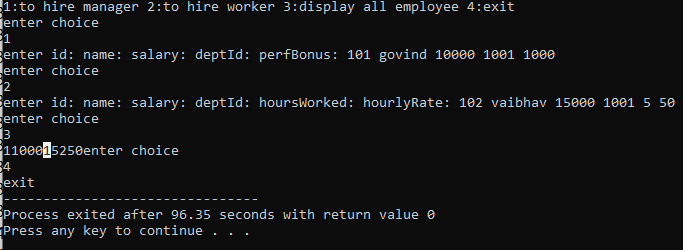 1:to hire manager 2:to hire worker 3:display all employee 4:exit
enter choice
1
enter id: name: salary: deptId: perfBonus: 101 govind 10000 1001 1000
enter choice
2
enter id: name: salary: deptId: hoursWorked: hourlyRate: 102 vaibhav 15000 1001 5 50
enter choice
3
1100015250enter choice
4
exit
--------------------------------
Process exited after 96.35 seconds with return value 0
Press any key to continue . . .